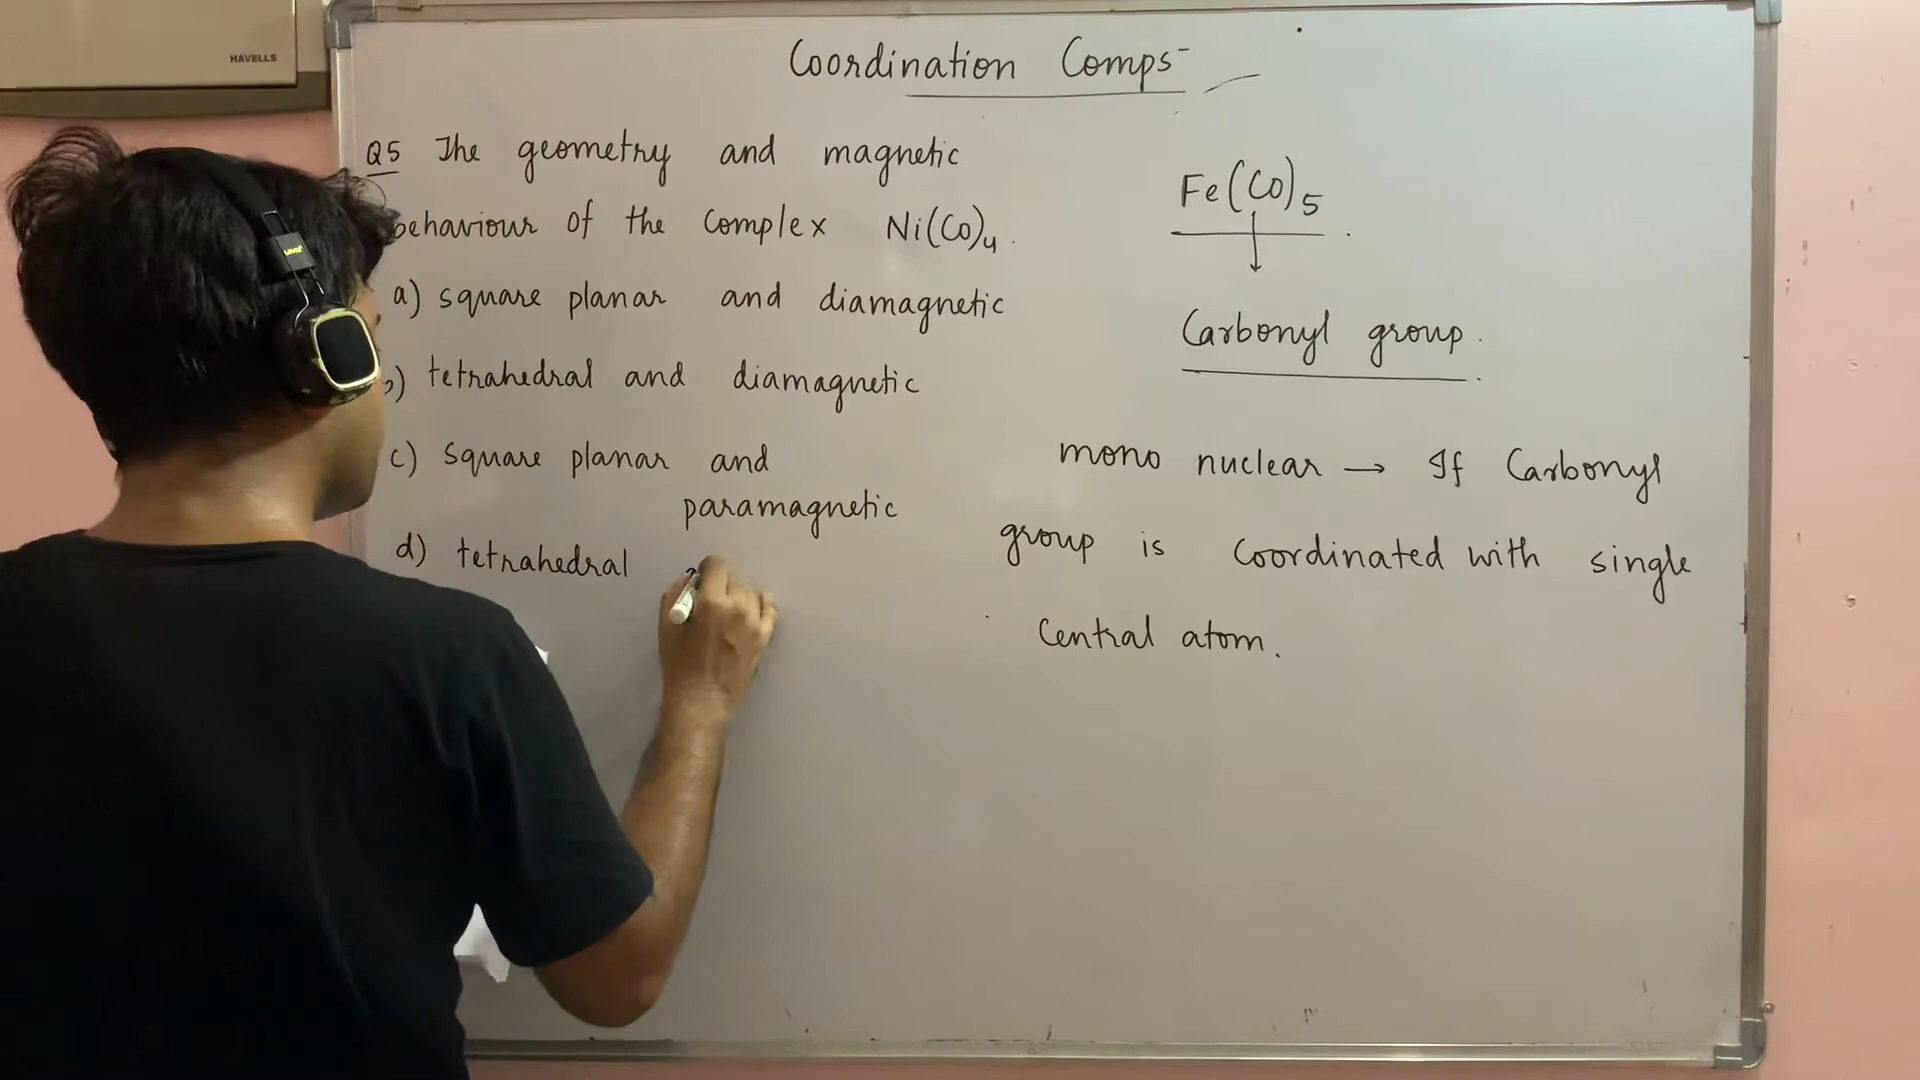 HAVELLS
Coordination Comps-
Q5 The geometry and magnetic
behaviour of the complex Ni(Co)4.
a) square planar and diamagnetic
b) tetrahedral and diamagnetic
c) square planar and
paramagnetic
d) tetrahedral
Fe(Co)5
Carbonyl group.
mono nuclear → If Carbonyl
group is coordinated with single
central atom.